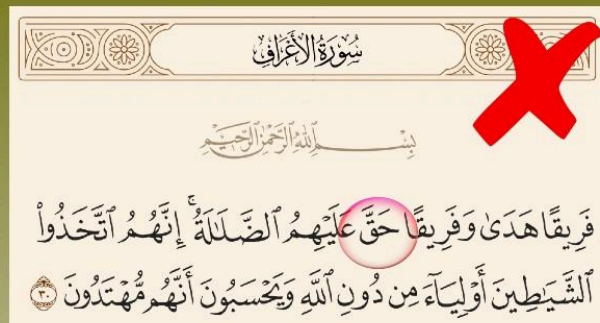 سُورَةُ الأَعۡرَافِ
بِسۡمِ ٱللَّهِ ٱلرَّحۡمَٰنِ ٱلرَّحِيمِ
فَرِيقًا هَدَىٰ وَفَرِيقًا حَقَّ عَلَيۡهِمُ ٱلضَّلَٰلَةُۚ إِنَّهُمُ ٱتَّخَذُواْ
ٱلشَّيَٰطِينَ أَوۡلِيَآءَ مِن دُونِ ٱللَّهِ وَيَحۡسَبُونَ أَنَّهُم مُّهۡتَدُونَ ٣٠